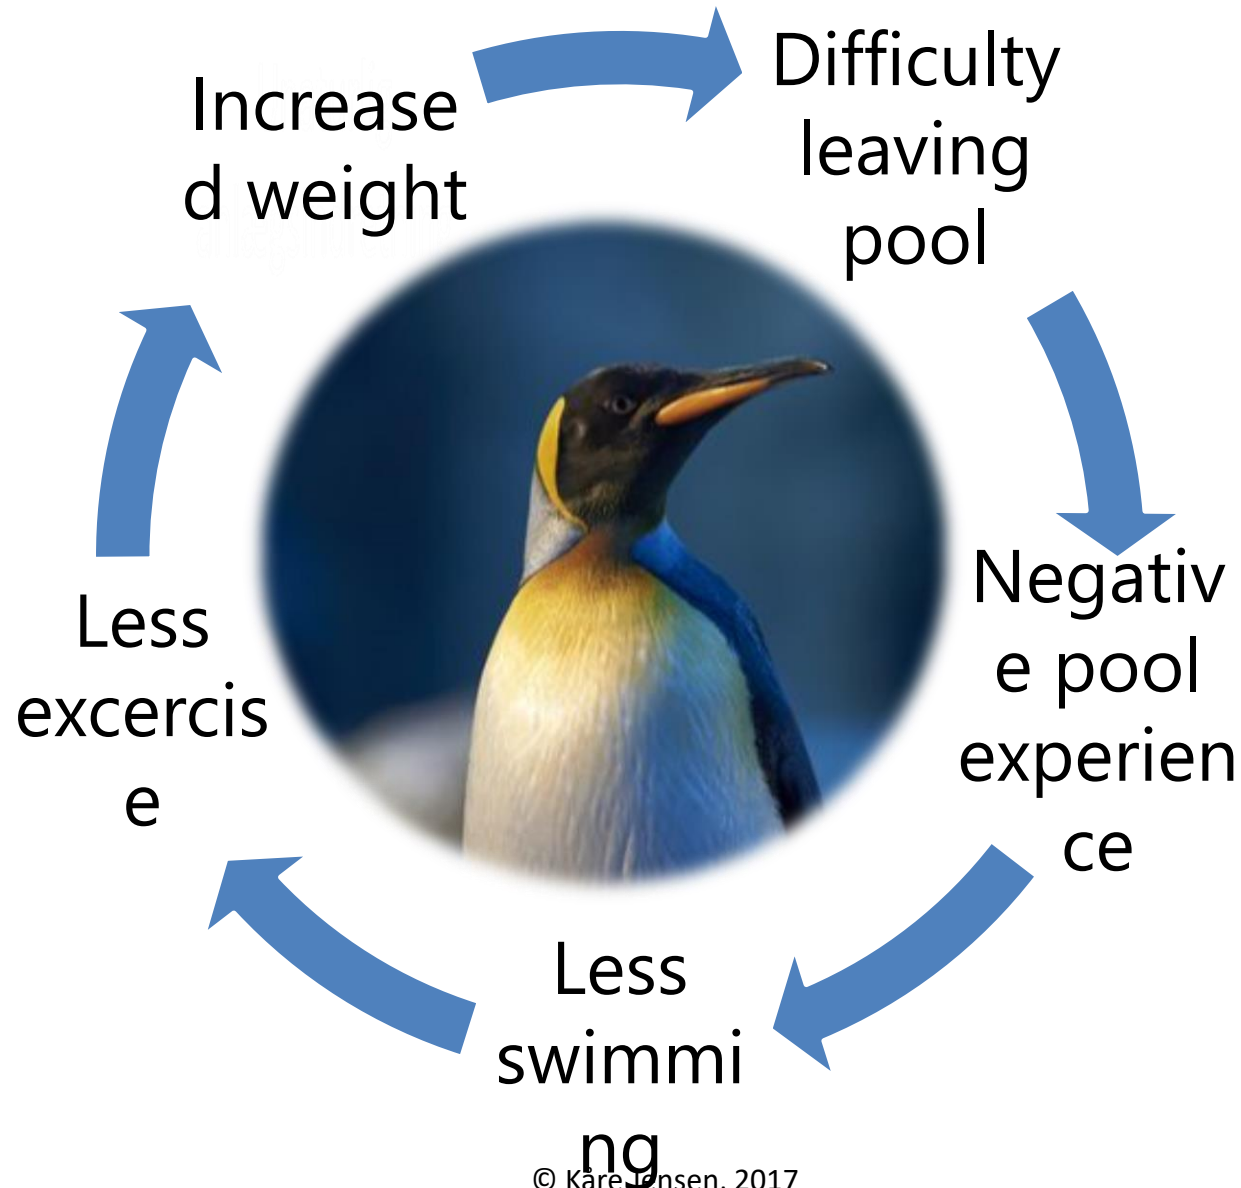 Increase
d weight
Difficulty
leaving
pool
Negativ
e pool
experien
ce
Less
swimmi
ng
Less
excercis
e
© Kåre Jensen, 2017